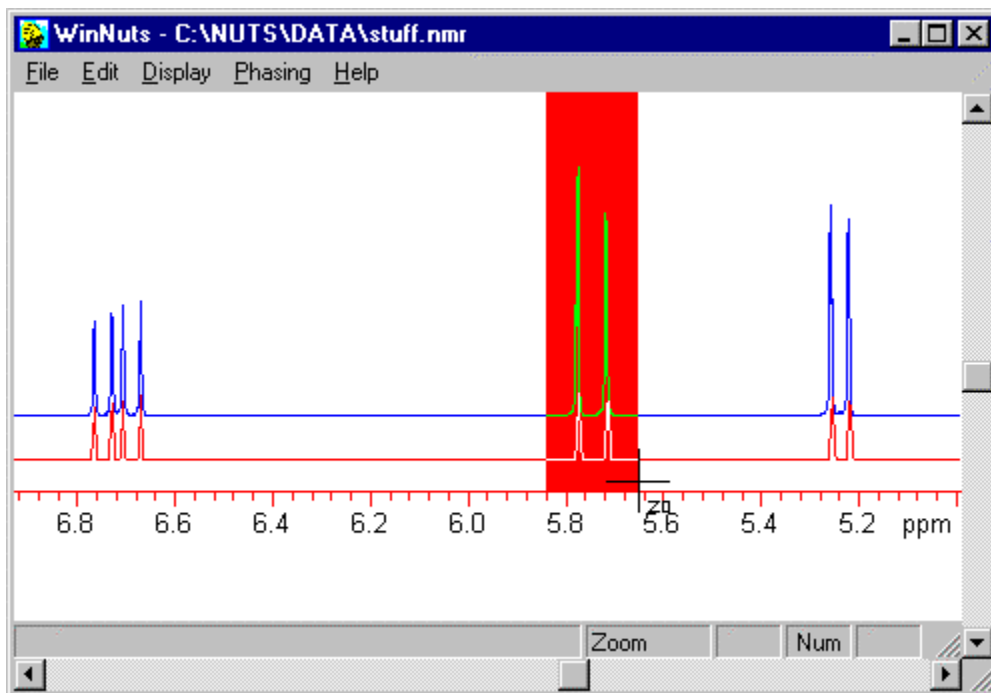 WinNuts - C:\NUTS\DATA\stuff.nmr
File Edit Display Phasing Help
zo
6.8 6.6 6.4 6.2 6.0 5.8 5.6 5.4 5.2 ppm
Zoom Num